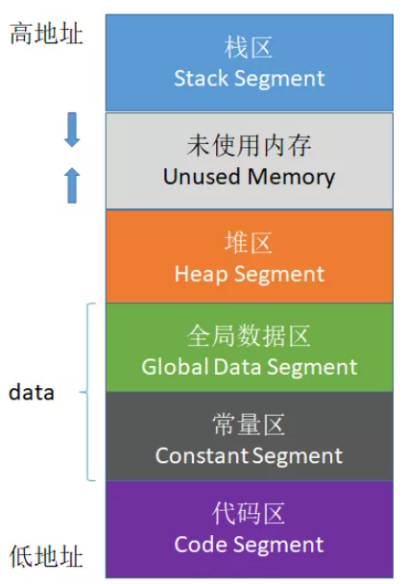 高地址
栈区
Stack Segment
未使用内存
Unused Memory
堆区
Heap Segment
全局数据区
Global Data Segment
data
常量区
Constant Segment
代码区
Code Segment
低地址